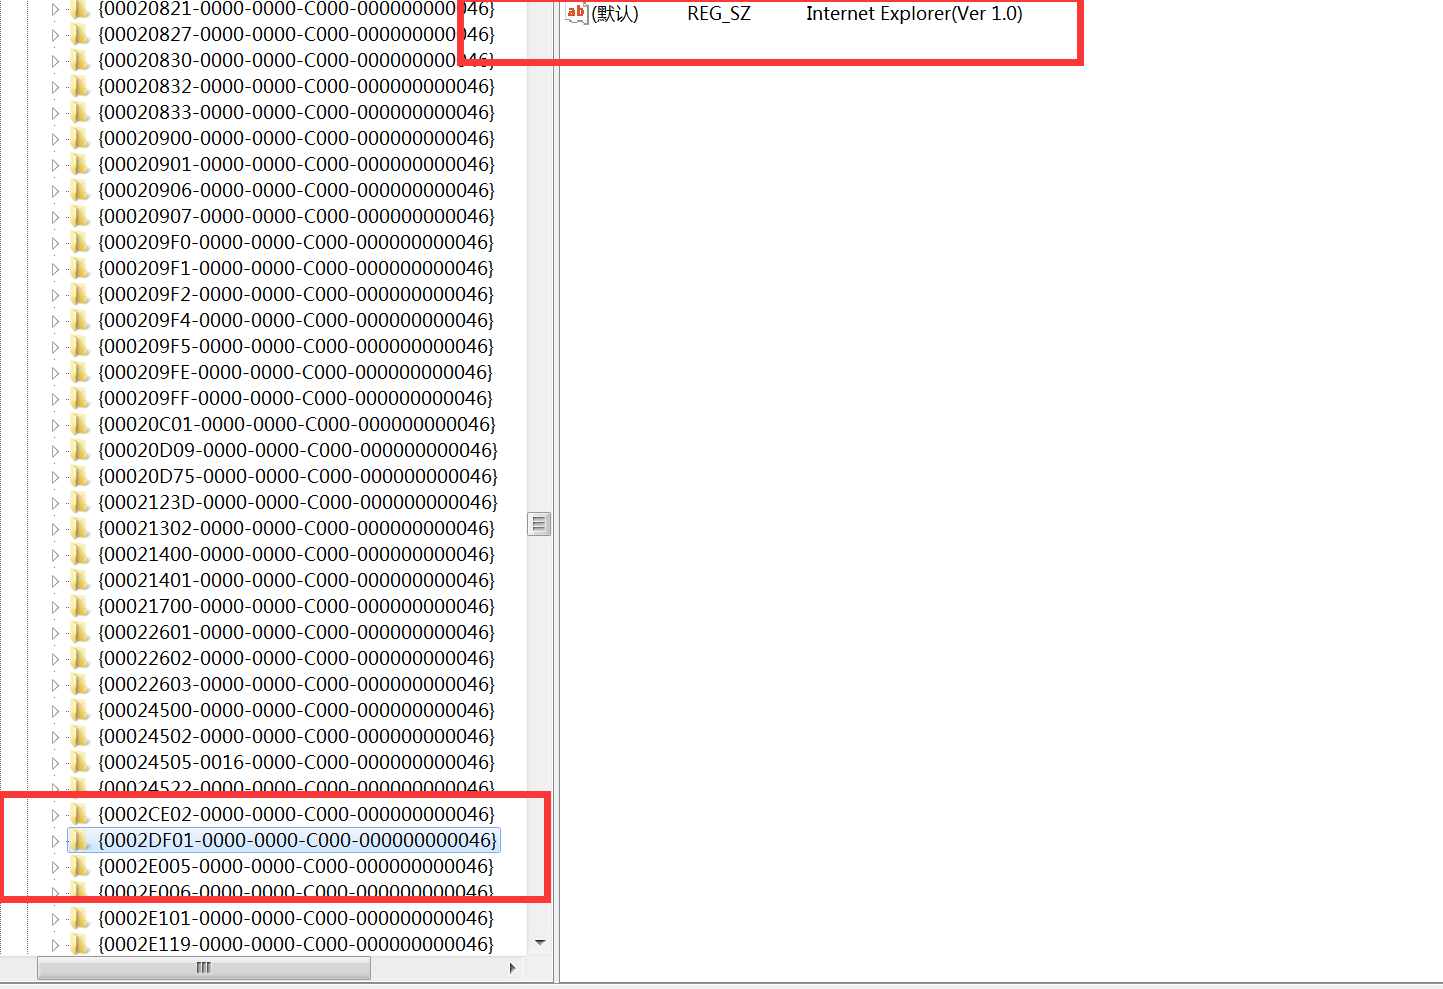 {00020821-0000-0000-C000-000000000046}
{00020827-0000-0000-C000-000000000046}
{00020830-0000-0000-C000-000000000046}
{00020832-0000-0000-C000-000000000046}
{00020833-0000-0000-C000-000000000046}
{00020900-0000-0000-C000-000000000046}
{00020901-0000-0000-C000-000000000046}
{00020906-0000-0000-C000-000000000046}
{00020907-0000-0000-C000-000000000046}
{000209F0-0000-0000-C000-000000000046}
{000209F1-0000-0000-C000-000000000046}
{000209F2-0000-0000-C000-000000000046}
{000209F4-0000-0000-C000-000000000046}
{000209F5-0000-0000-C000-000000000046}
{000209FE-0000-0000-C000-000000000046}
{000209FF-0000-0000-C000-000000000046}
{00020C01-0000-0000-C000-000000000046}
{00020D09-0000-0000-C000-000000000046}
{00020D75-0000-0000-C000-000000000046}
{0002123D-0000-0000-C000-000000000046}
{00021302-0000-0000-C000-000000000046}
{00021400-0000-0000-C000-000000000046}
{00021401-0000-0000-C000-000000000046}
{00021700-0000-0000-C000-000000000046}
{00022601-0000-0000-C000-000000000046}
{00022602-0000-0000-C000-000000000046}
{00022603-0000-0000-C000-000000000046}
{00024500-0000-0000-C000-000000000046}
{00024502-0000-0000-C000-000000000046}
{00024505-0016-0000-C000-000000000046}
{00024522-0000-0000-C000-000000000046}
{0002CE02-0000-0000-C000-000000000046}
{0002DF01-0000-0000-C000-000000000046}
{0002E005-0000-0000-C000-000000000046}
{0002E006-0000-0000-C000-000000000046}
{0002E101-0000-0000-C000-000000000046}
{0002E119-0000-0000-C000-000000000046}
ab (默认) REG_SZ Internet Explorer(Ver 1.0)